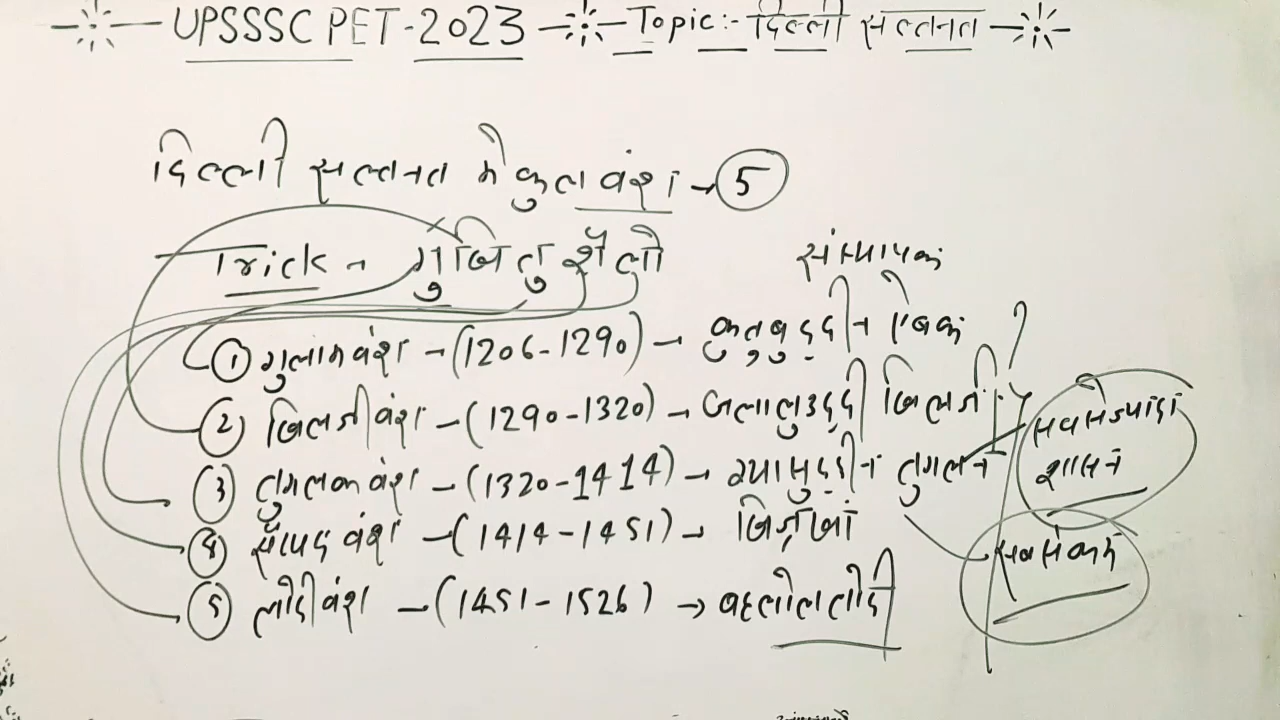 UPSSSC PET-2023 Topic:- दिल्ली सल्तनत
दिल्ली सल्तनत मे कुल वंश → 5
Trick → गु खि तु सै लो
संस्थापक
1 गुलाम वंश - (1206-1290) → कुतुबुद्दीन ऐबक
2 खिलजी वंश - (1290-1320) → जलालुउद्दीन खिलजी
3 तुगलक वंश - (1320-1414) → ग्यासुद्दीन तुगलक
सबसे ज्यादा
शासन
4 सैय्यद वंश - (1414-1451) → खिज्र खां
सबसे कम
5 लोदी वंश - (1451-1526) → बहलोल लोदी